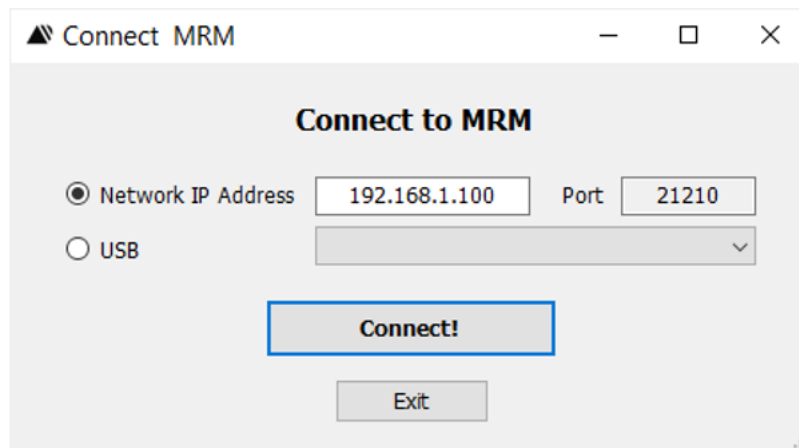 Connect MRM
Connect to MRM
Network IP Address 192.168.1.100 Port 21210
USB
Connect!
Exit